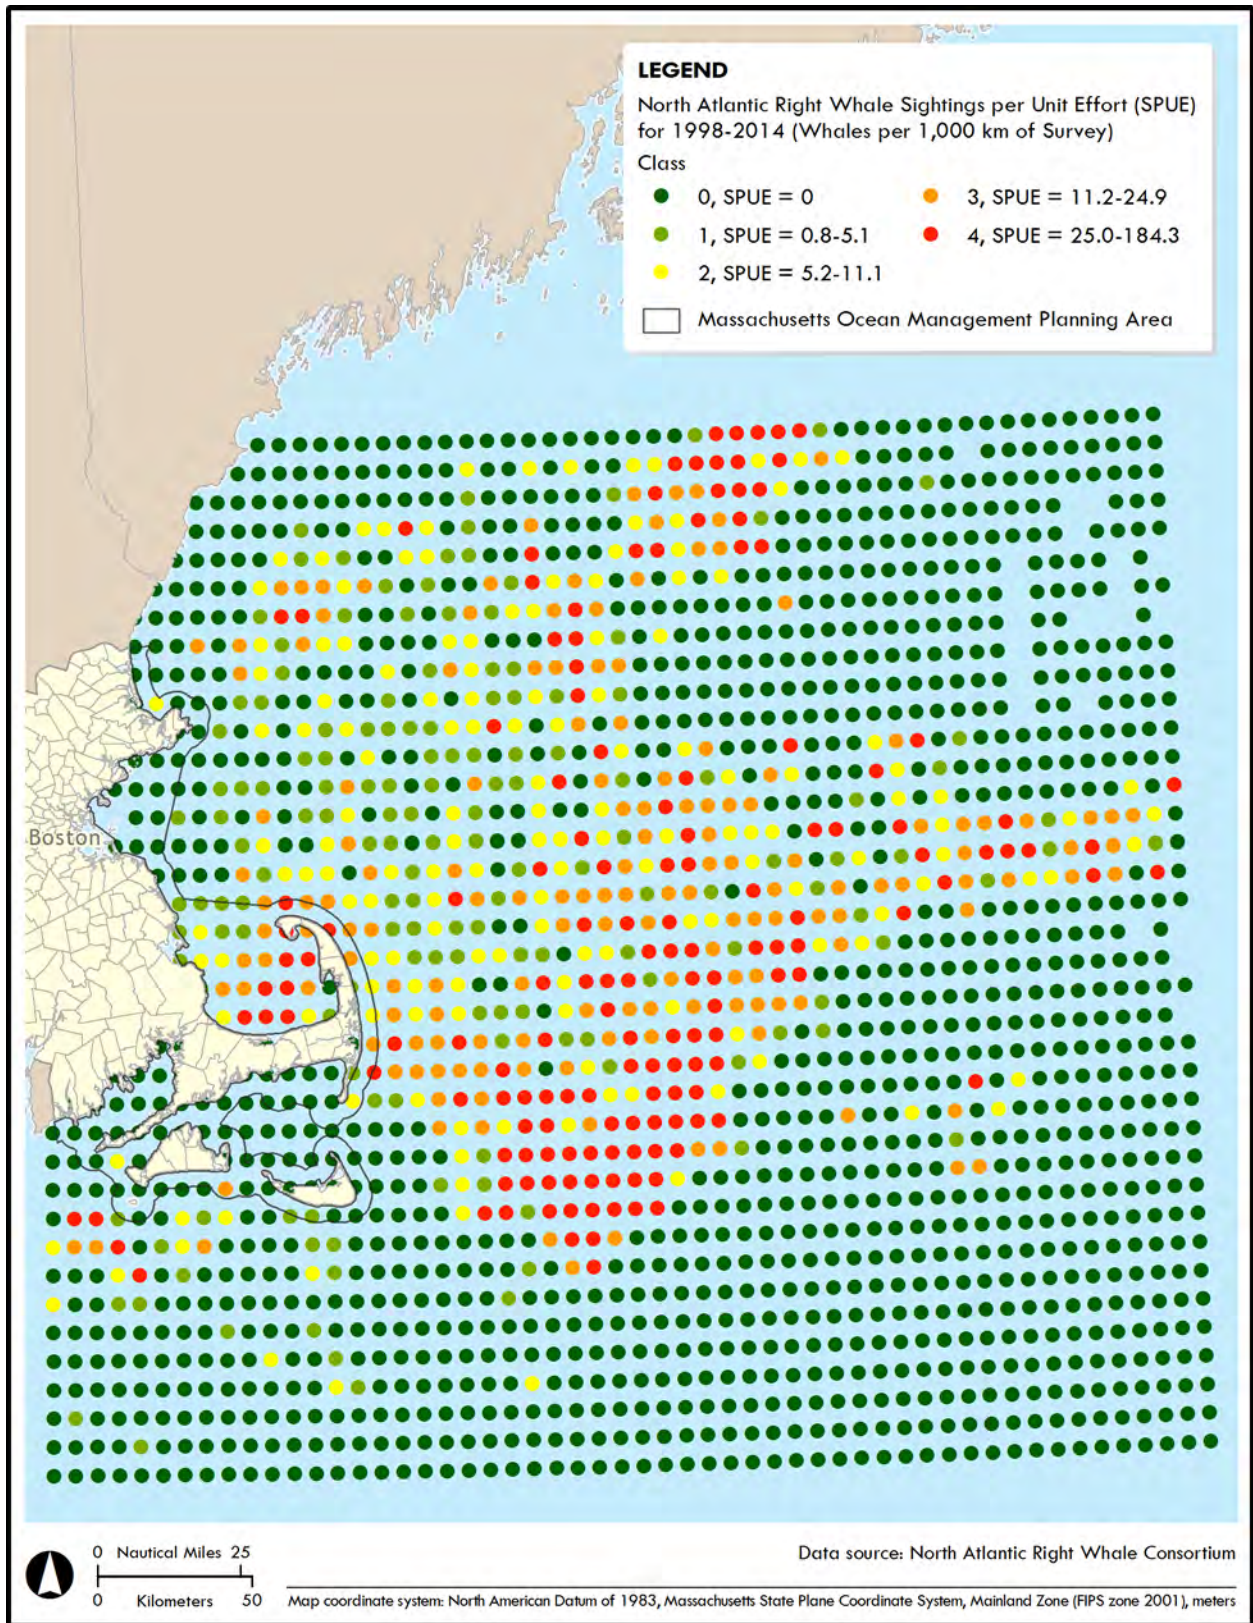 LEGEND
North Atlantic Right Whale Sightings per Unit Effort (SPUE)
for 1998-2014 (Whales per 1,000 km of Survey)
Class
0, SPUE = 0
3, SPUE = 11.2-24.9
1, SPUE = 0.8-5.1
4, SPUE = 25.0-184.3
2, SPUE = 5.2-11.1
Massachusetts Ocean Management Planning Area
Boston
0 Nautical Miles 25
0 Kilometers 50
Data source: North Atlantic Right Whale Consortium
Map coordinate system: North American Datum of 1983, Massachusetts State Plane Coordinate System, Mainland Zone (FIPS zone 2001), meters